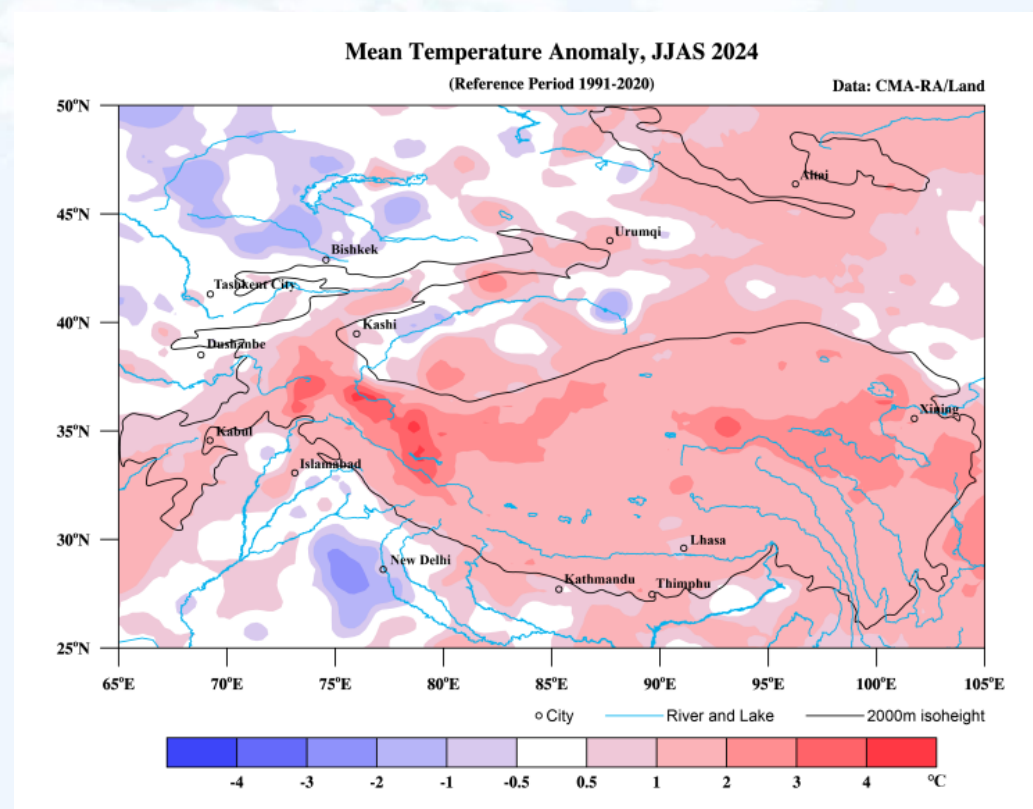 Mean Temperature Anomaly, JJAS 2024
(Reference Period 1991-2020)
Data: CMA-RA/Land
50°N
Altai
45°N
Urumqi
Bishkek
Tashkent City
40°N
Kashi
Dushanbe
Xining
35°N
Kabul
Islamabad
30°N
Lhasa
New Delhi
Kathmandu
Thimphu
25°N
65°E 70°E 75°E 80°E 85°E 90°E 95°E 100°E 105°E
City River and Lake 2000m isoheight
-4 -3 -2 -1 -0.5 0.5 1 2 3 4 °C